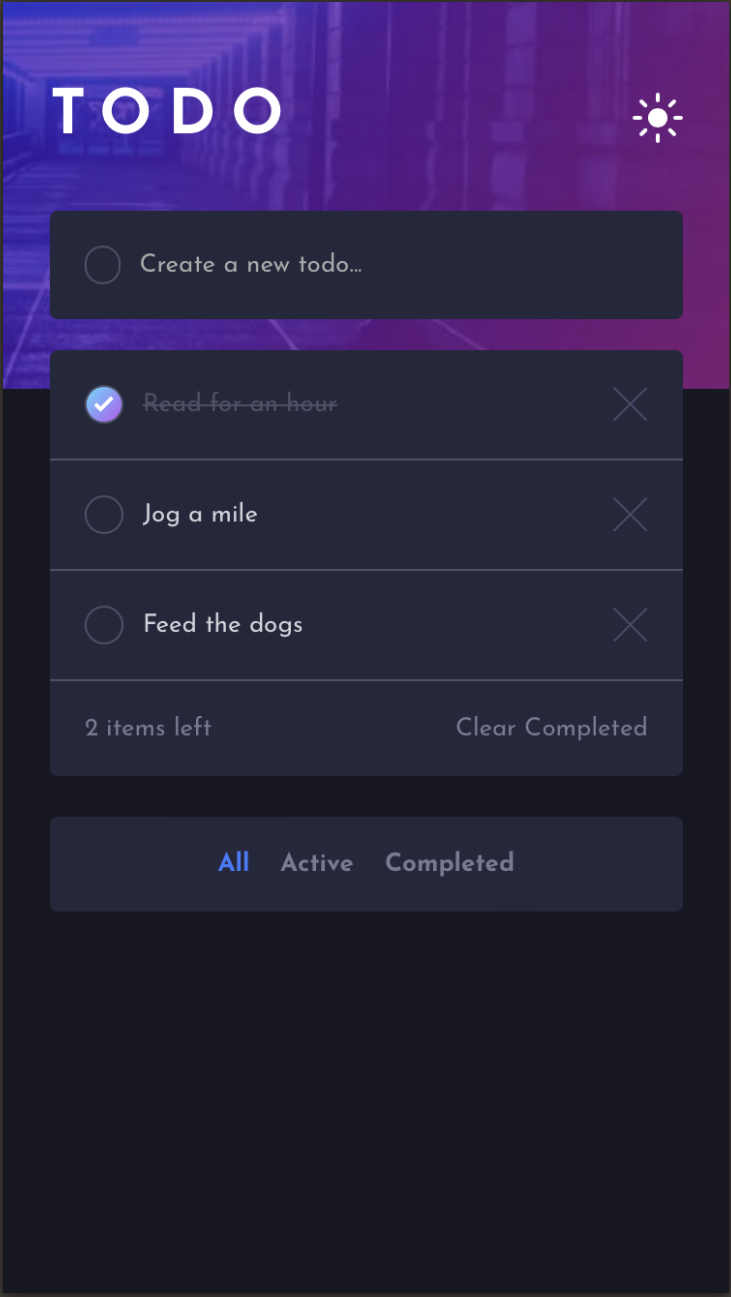 TODO
Create a new todo...
Read for an hour
Jog a mile
Feed the dogs
2 items left Clear Completed
All Active Completed